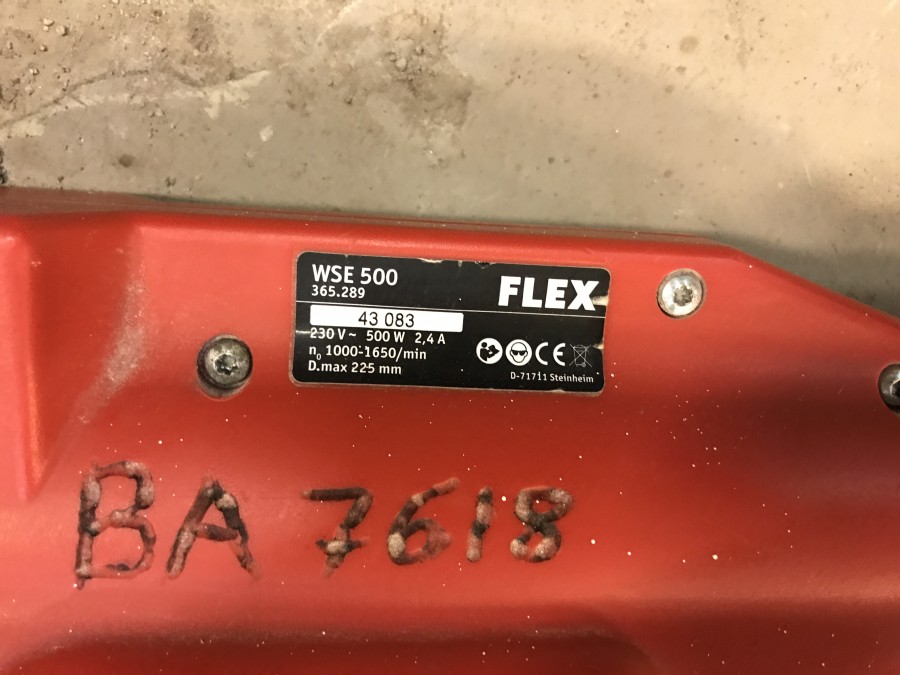 WSE 500
365.289
FLEX
43 083
230 V~ 500 W 2,4 A
n₀ 1000-1650/min
D.max 225 mm
CE
D-71711 Steinheim
BA 7618